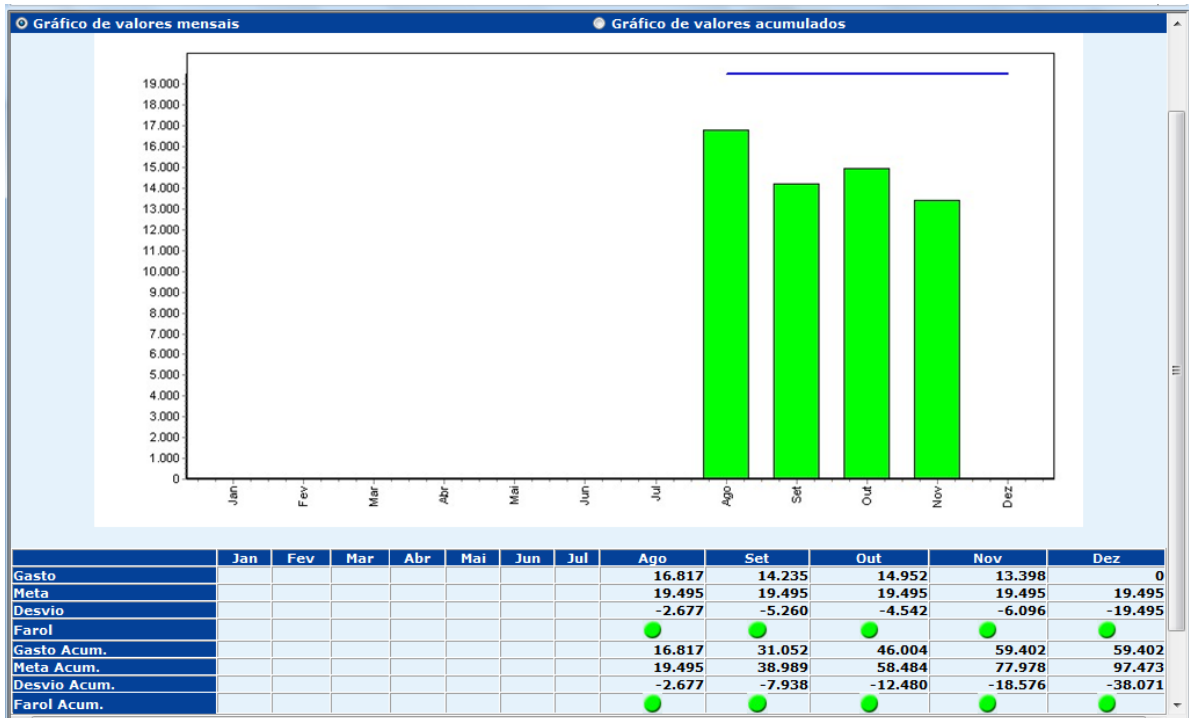 Gráfico de valores mensais Gráfico de valores acumulados
19.000
18.000
17.000
16.000
15.000
14.000
13.000
12.000
11.000
10.000
9.000
8.000
7.000
6.000
5.000
4.000
3.000
2.000
1.000
0
Jan Fev Mar Abr Mai Jun Jul Ago Set Out Nov Dez
Jan Fev Mar Abr Mai Jun Jul Ago Set Out Nov Dez
Gasto 16.817 14.235 14.952 13.398 0
Meta 19.495 19.495 19.495 19.495 19.495
Desvio -2.677 -5.260 -4.542 -6.096 -19.495
Farol
Gasto Acum. 16.817 31.052 46.004 59.402 59.402
Meta Acum. 19.495 38.989 58.484 77.978 97.473
Desvio Acum. -2.677 -7.938 -12.480 -18.576 -38.071
Farol Acum.